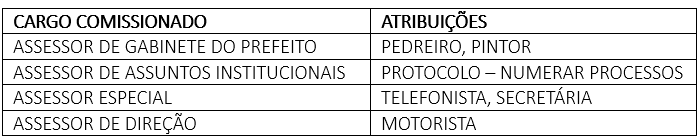 CARGO COMISSIONADO ATRIBUIÇÕES
ASSESSOR DE GABINETE DO PREFEITO PEDREIRO, PINTOR
ASSESSOR DE ASSUNTOS INSTITUCIONAIS PROTOCOLO – NUMERAR PROCESSOS
ASSESSOR ESPECIAL TELEFONISTA, SECRETÁRIA
ASSESSOR DE DIREÇÃO MOTORISTA